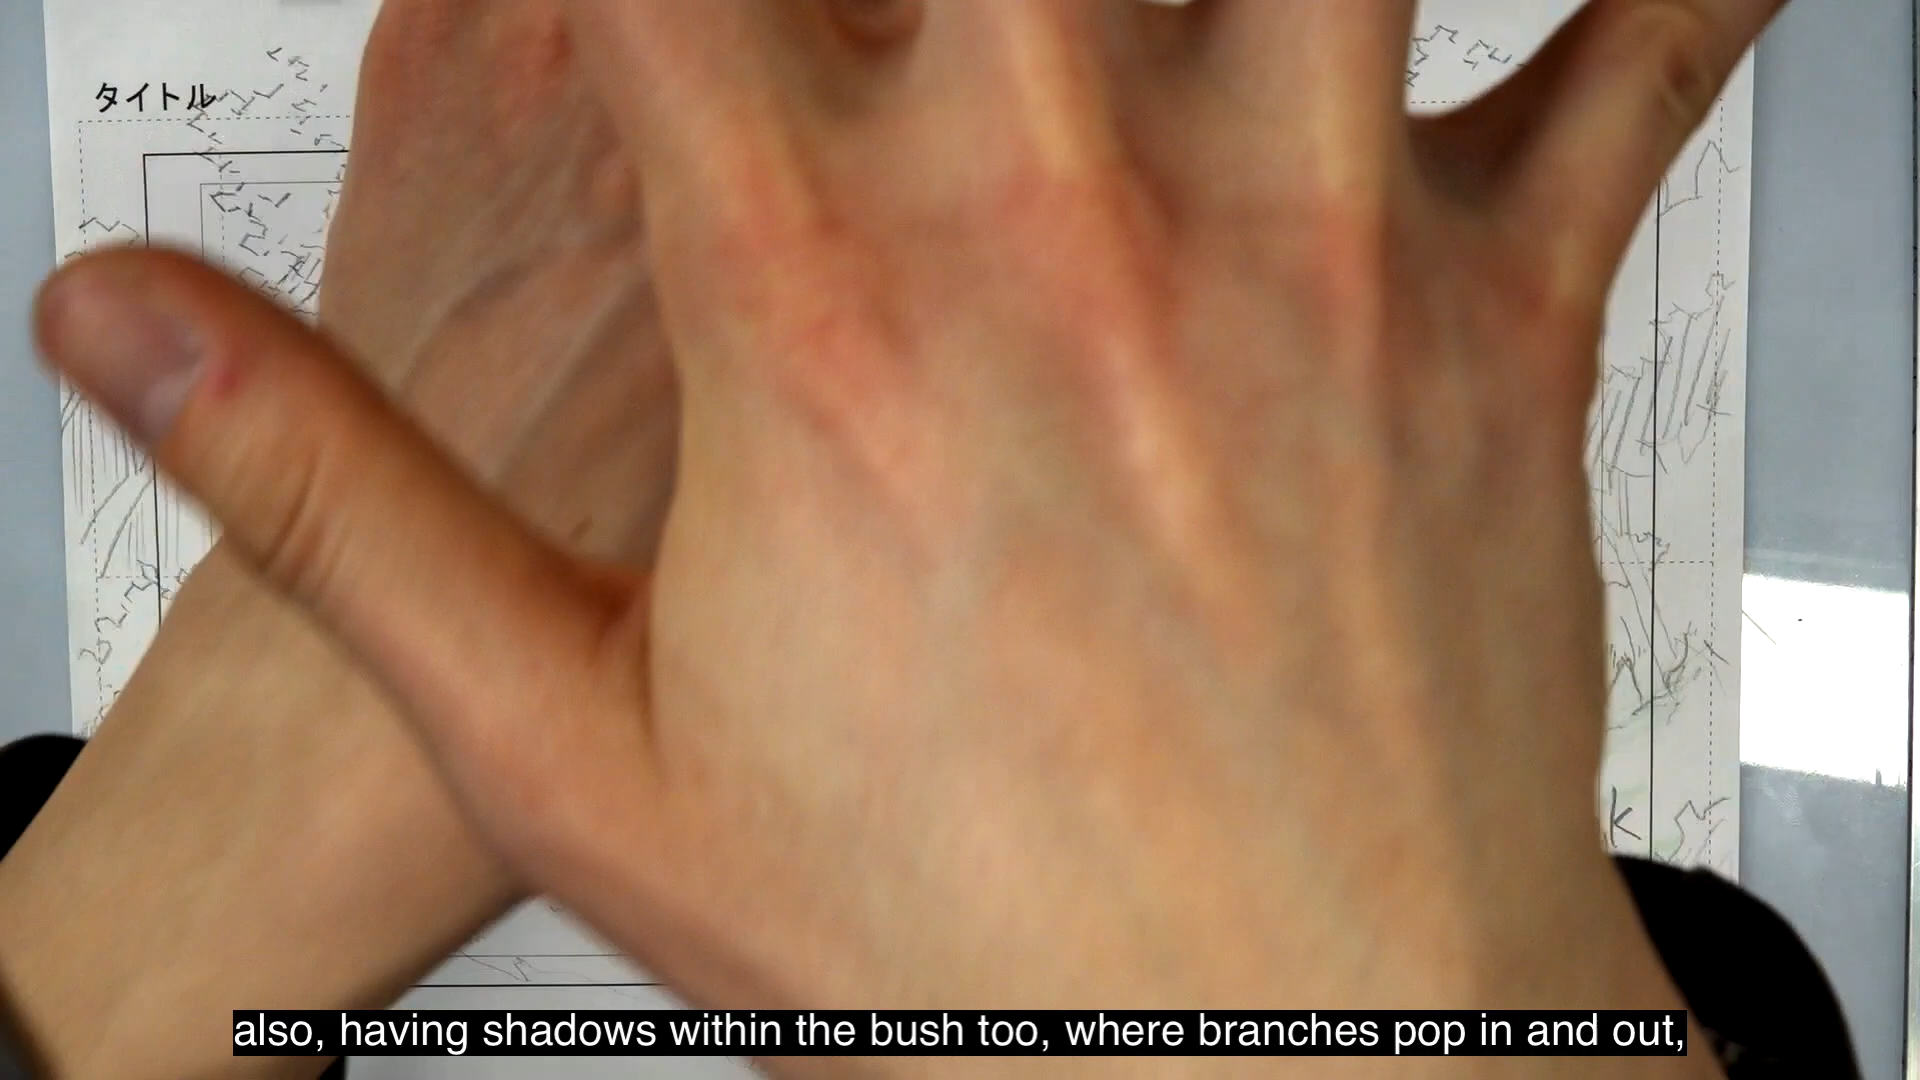 タイトル
k
also, having shadows within the bush too, where branches pop in and out,